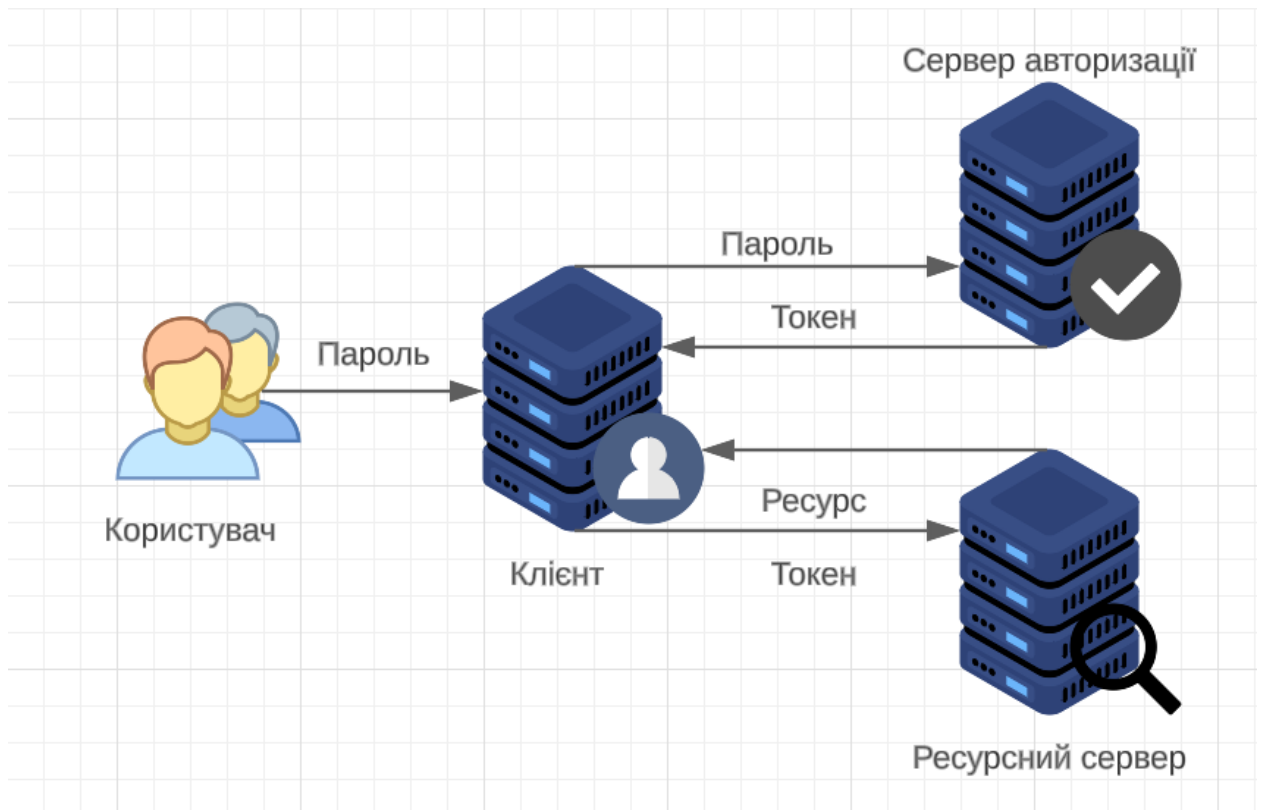 Сервер авторизації
Пароль
Токен
Пароль
Ресурс
Користувач
Клієнт
Токен
Ресурсний сервер